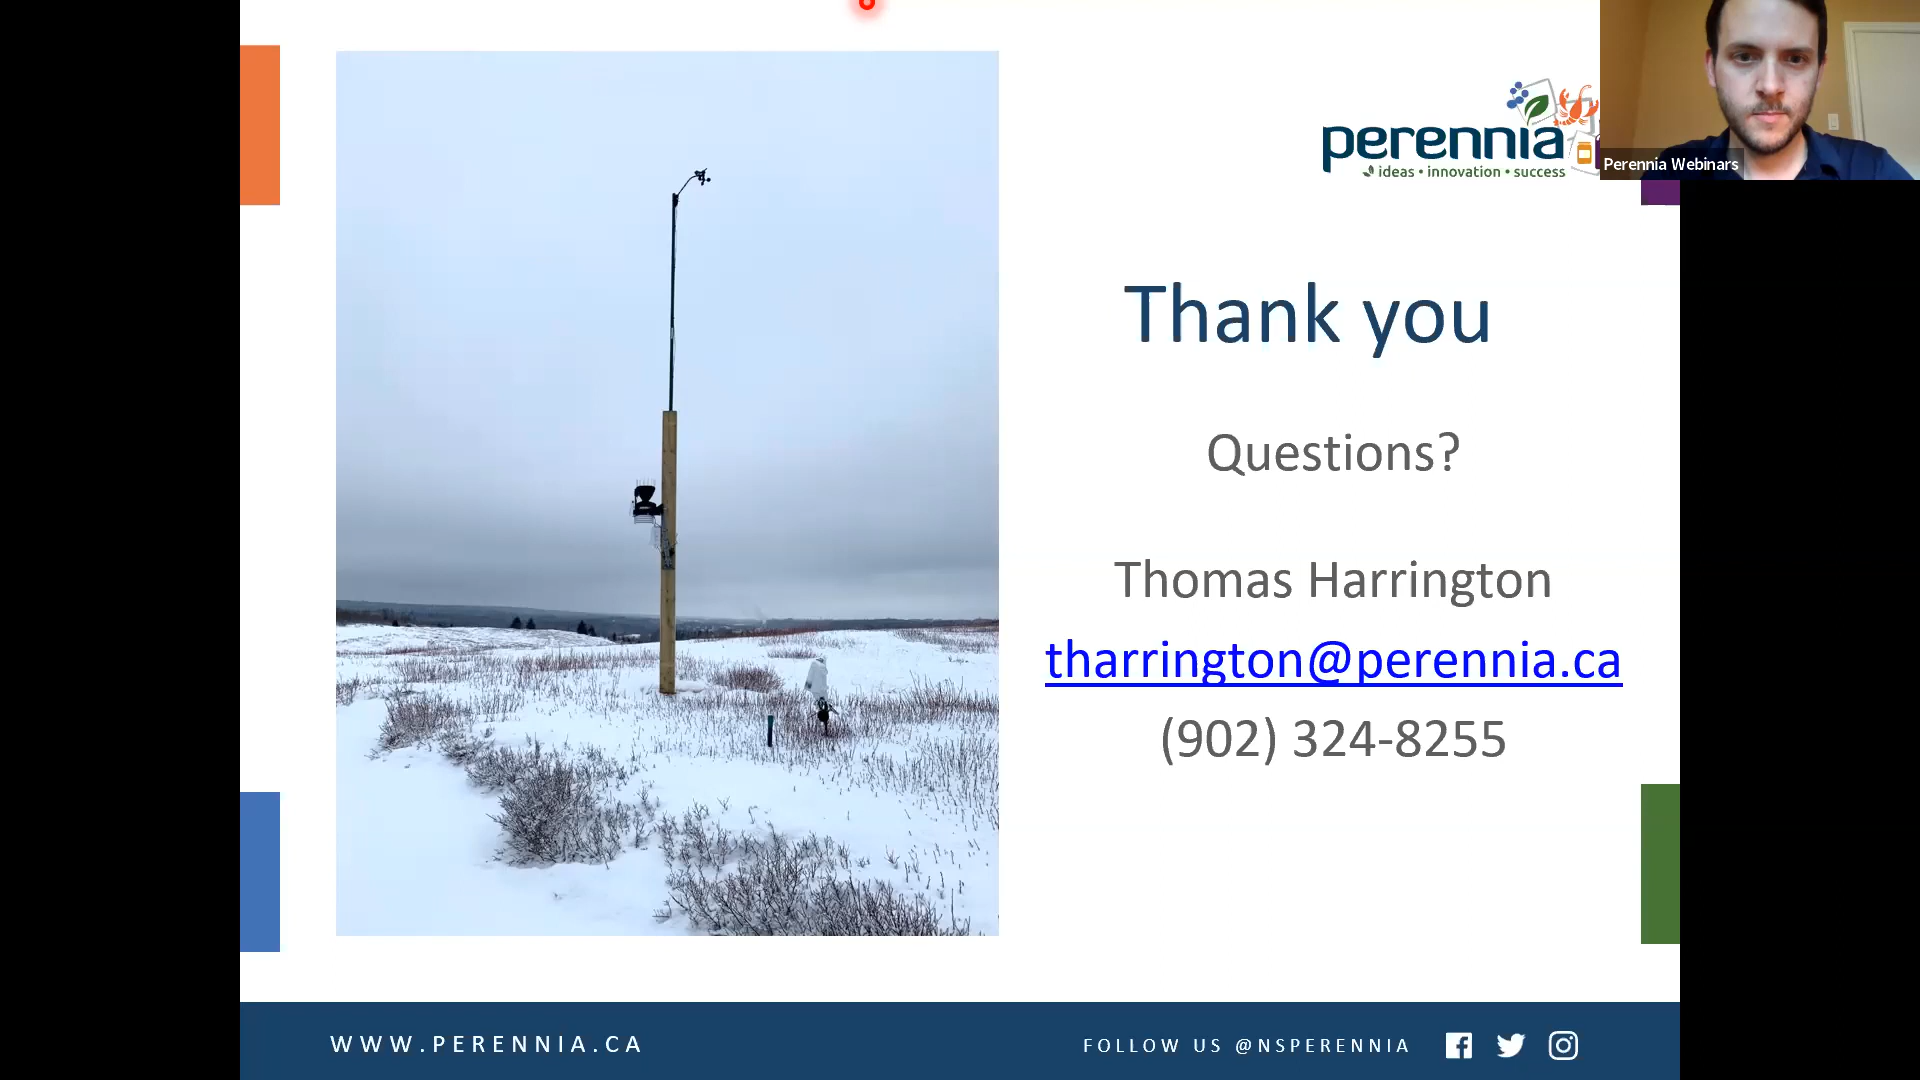 perennia
ideas • innovation • success
Perennia Webinars
Thank you
Questions?
Thomas Harrington
tharrington@perennia.ca
(902) 324-8255
WWW.PERENNIA.CA
FOLLOW US @NSPERENNIA